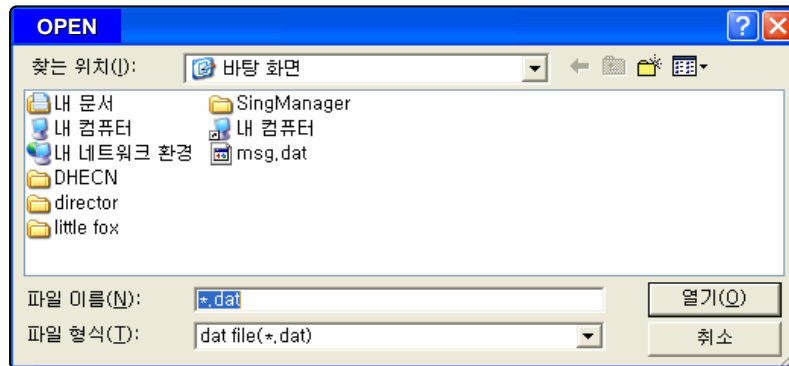 OPEN
찾는 위치(I):
바탕 화면
내 문서
내 컴퓨터
내 네트워크 환경
DHECN
director
little fox
SingManager
내 컴퓨터
msg.dat
파일 이름(N):
*.dat
열기(O)
파일 형식(T):
dat file(*.dat)
취소